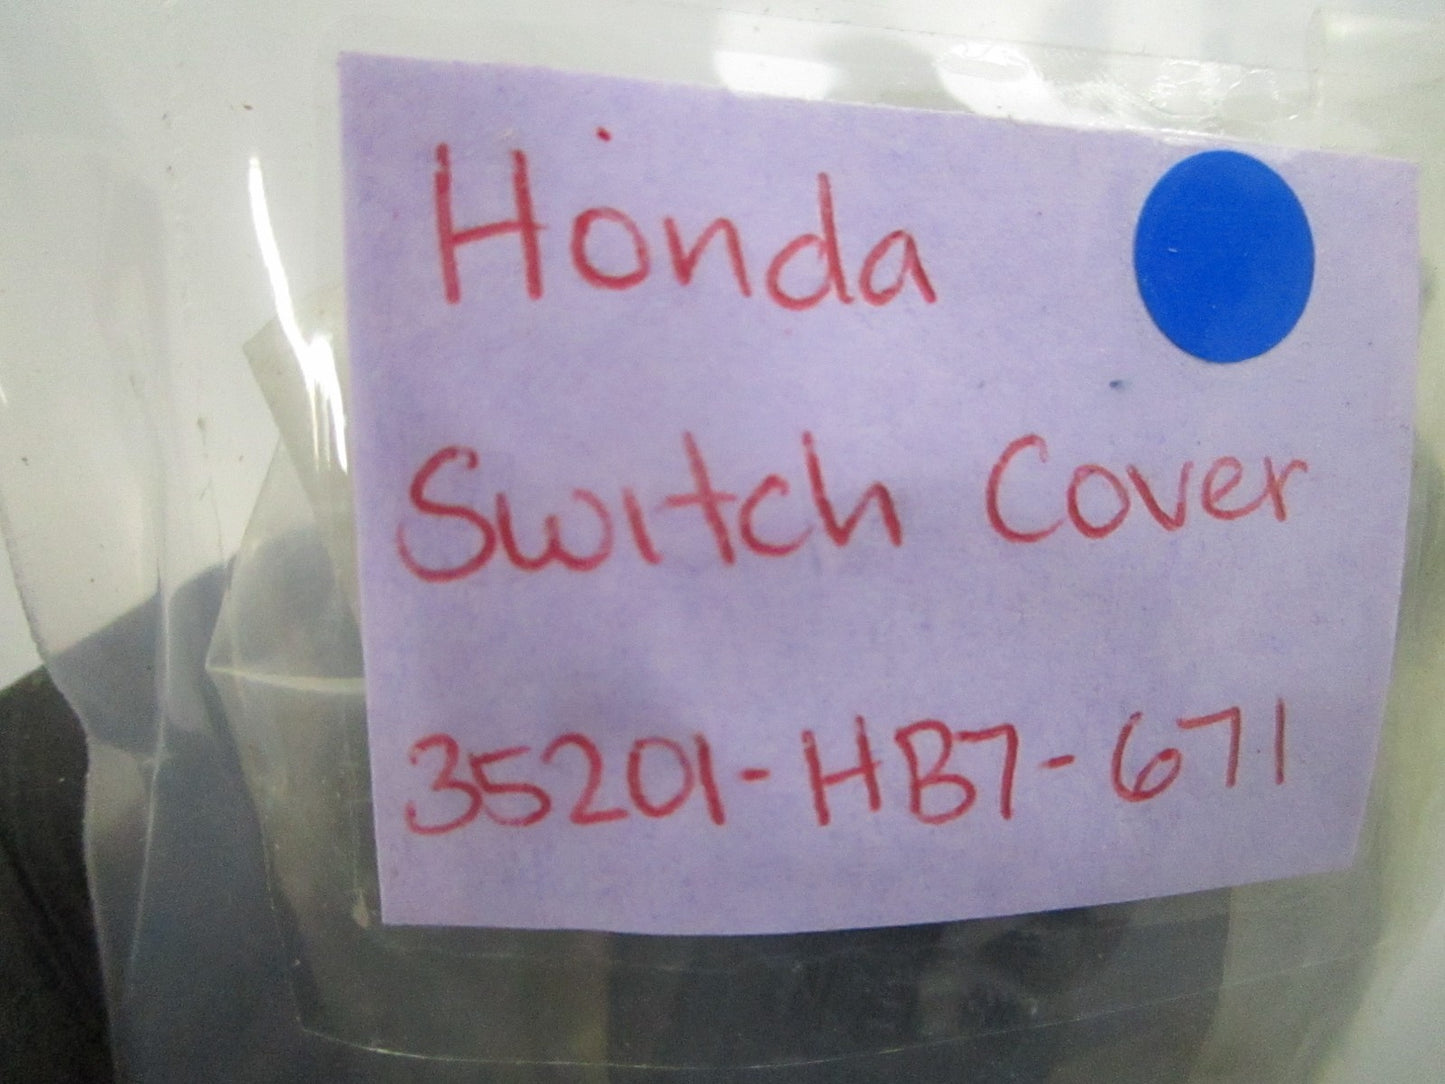 Honda
Switch Cover
35201-HB7-671